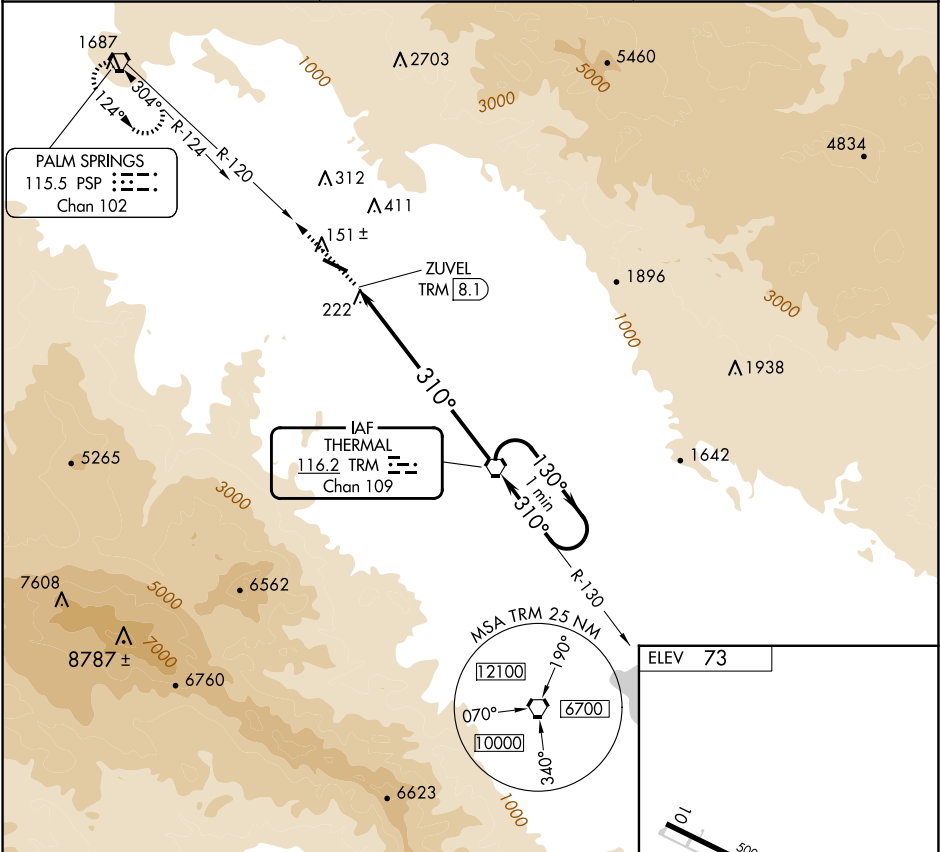 1687
2703
5460
1000
5000
3000
4834
304°
124°
R-124
R-120
PALM SPRINGS
115.5 PSP
Chan 102
312
411
151 ±
ZUVEL
TRM 8.1
222
1896
3000
1000
1938
310°
IAF
THERMAL
116.2 TRM
Chan 109
5265
1642
130°
1 min
310°
3000
R-130
7608
6562
5000
8787 ±
7000
6760
MSA TRM 25 NM
190°
12100
070°
6700
10000
340°
6623
1000
ELEV 73
10